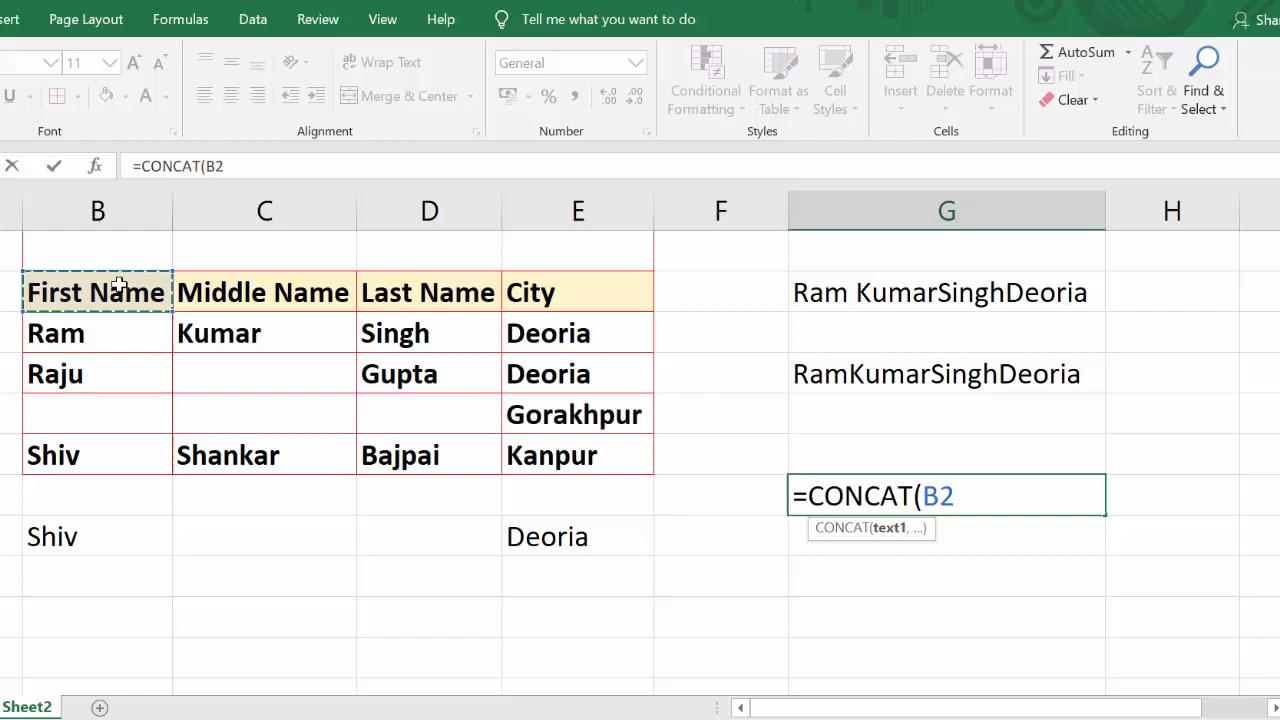 sert Page Layout Formulas Data Review View Help Tell me what you want to do Shar
11 A A Wrap Text General Conditional Formatting Format as Table Cell Styles Insert Delete Format AutoSum
U A Merge & Center % , Fill
Clear Sort & Filter Find & Select
Font Alignment Number Styles Cells Editing
fx =CONCAT(B2
B C D E F G H
First Name Middle Name Last Name City Ram KumarSinghDeoria
Ram Kumar Singh Deoria
Raju Gupta Deoria RamKumarSinghDeoria
Gorakhpur
Shiv Shankar Bajpai Kanpur
=CONCAT(B2
CONCAT(text1, ...)
Shiv Deoria
Sheet2